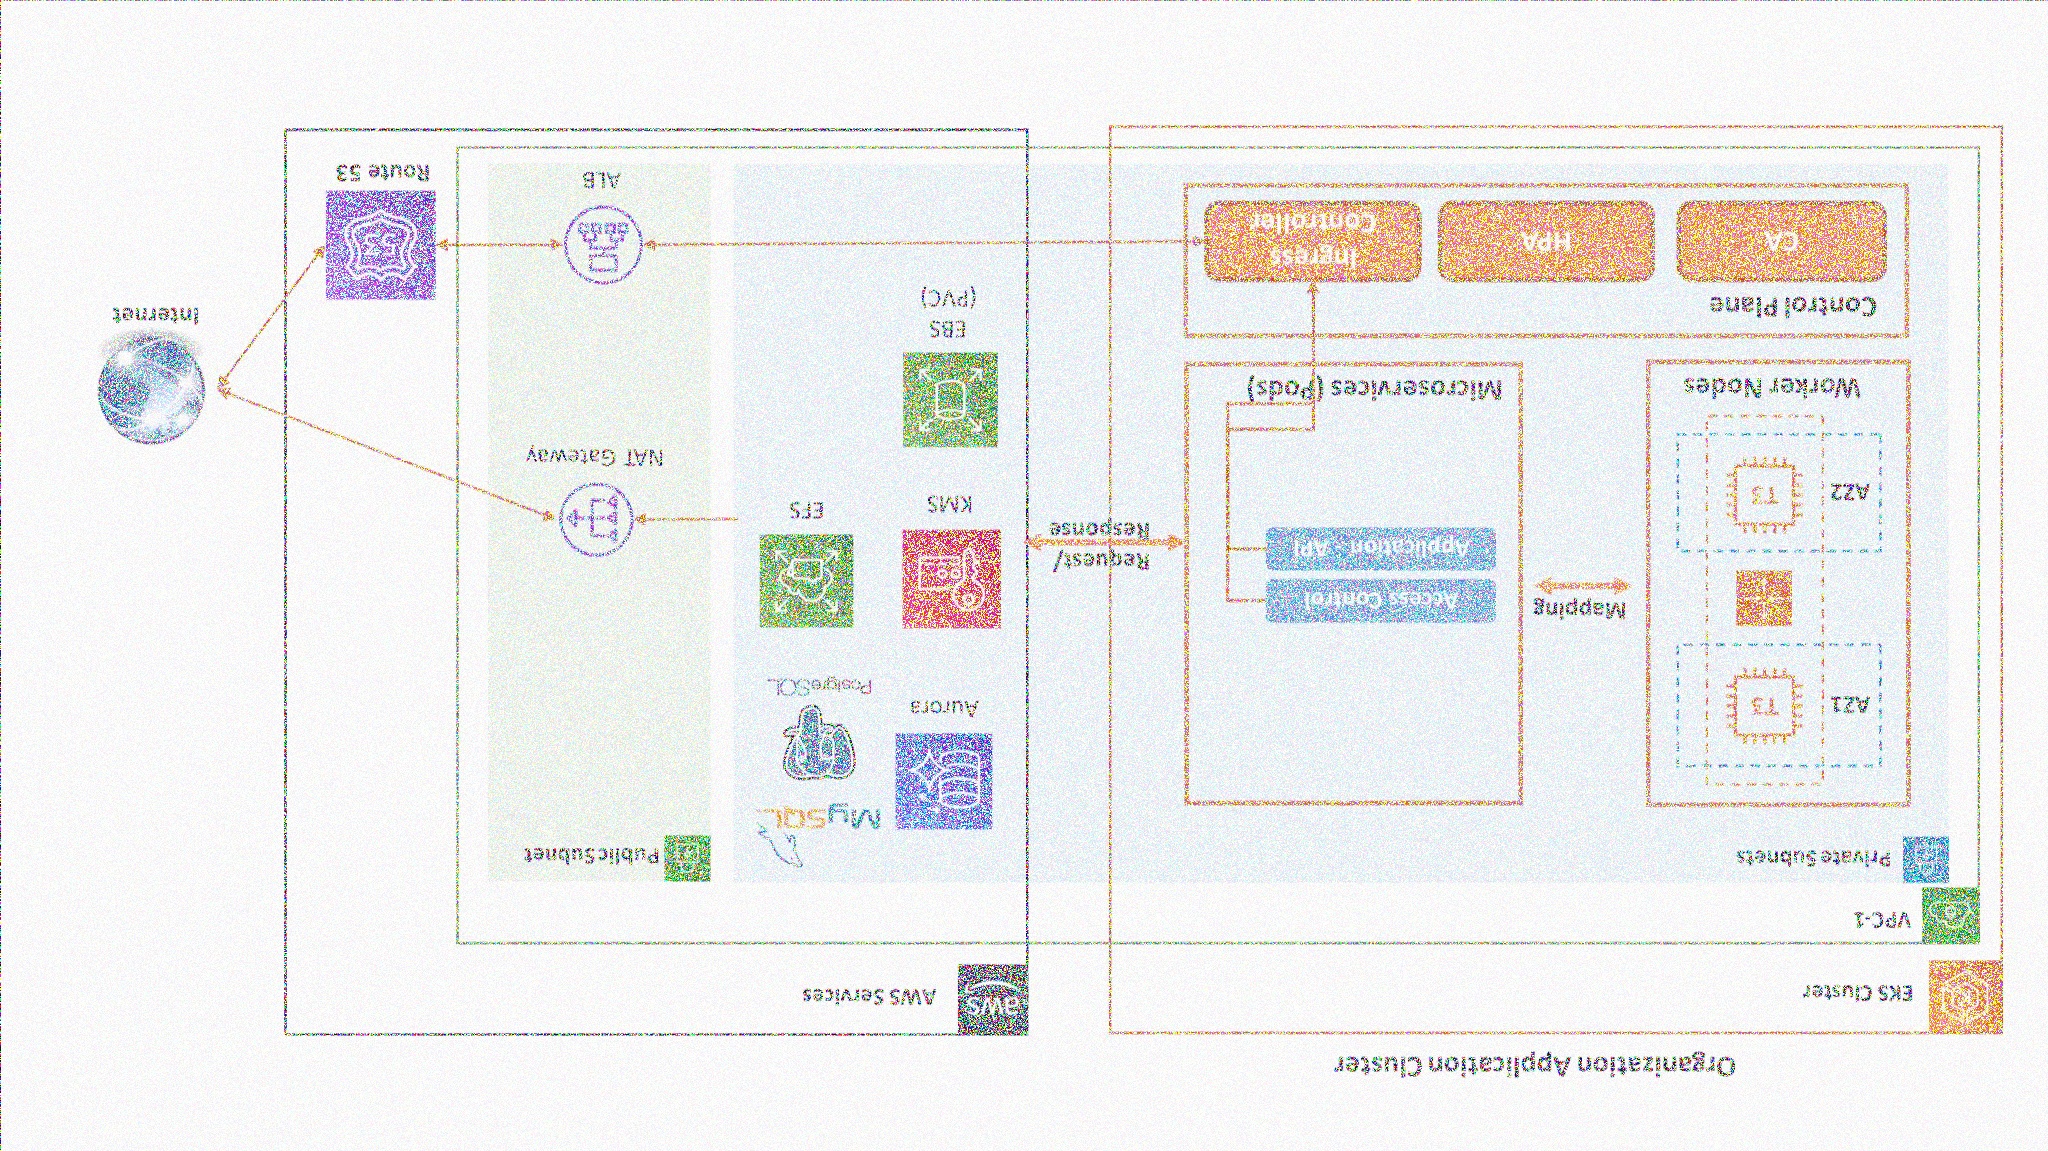 Organization Application Cluster
EKS Cluster
aws
AWS Services
VPC-1
Private Subnets
Public Subnet
AZ1
T3
Worker Nodes
AZ2
T3
Mapping
Access Control
Application - API
Microservices (Pods)
Request/
Response
MySQL
Aurora
PostgreSQL
KMS
EFS
EBS
(PVC)
NAT Gateway
Internet
Control Plane
CA
HPA
Ingress
Controller
ALB
53
Route 53